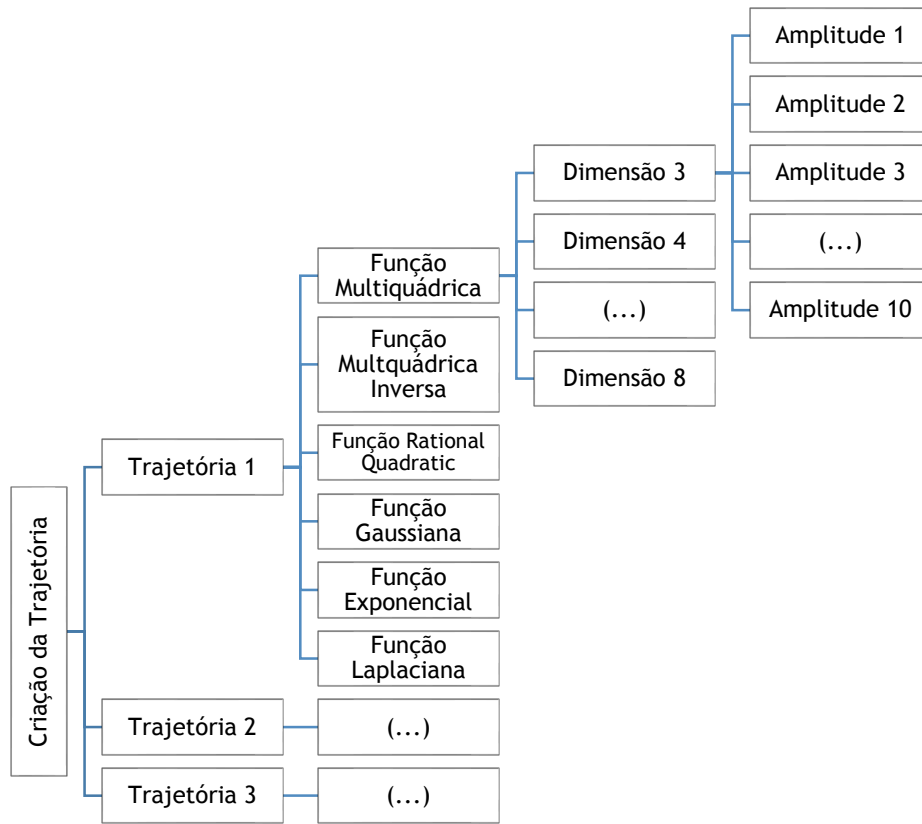 Criação da Trajetória
Trajetória 1
Função
Multiquádrica
Dimensão 3
Amplitude 1
Amplitude 2
Amplitude 3
(...)
Amplitude 10
Dimensão 4
(...)
Dimensão 8
Função
Multquádrica
Inversa
Função Rational
Quadratic
Função
Gaussiana
Função
Exponencial
Função
Laplaciana
Trajetória 2
(...)
Trajetória 3
(...)